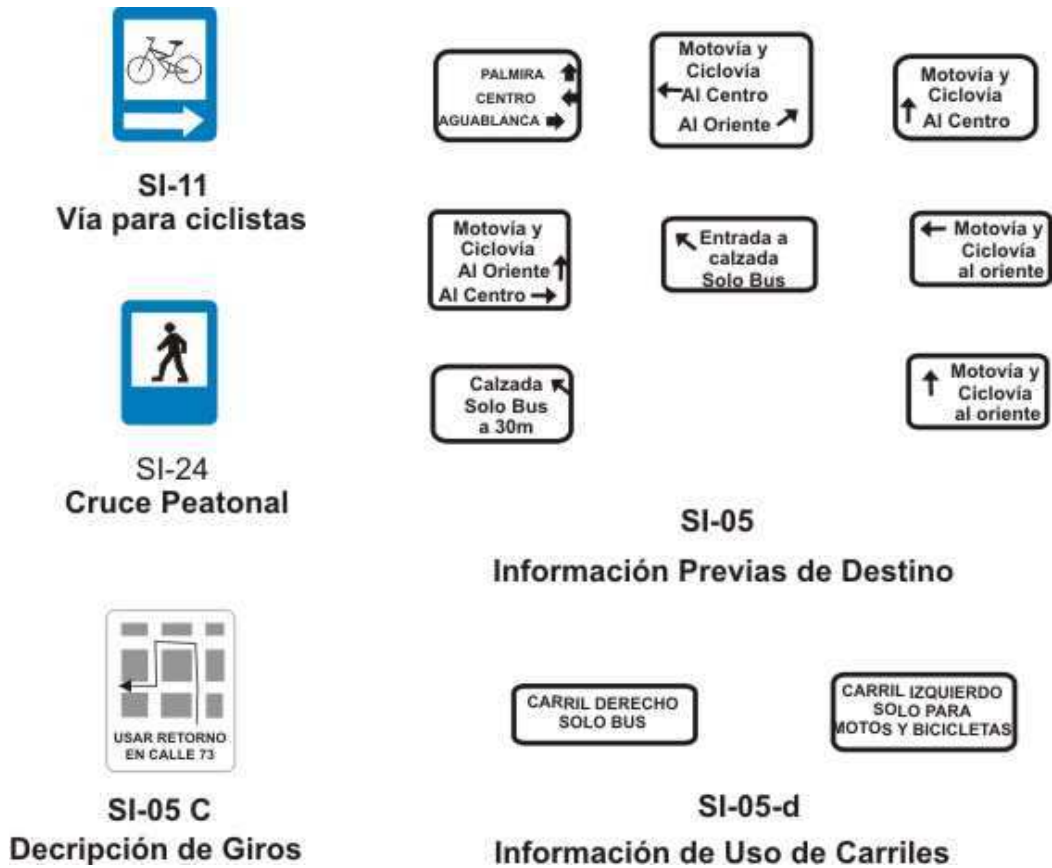 SI-11
Vía para ciclistas
SI-24
Cruce Peatonal
USAR RETORNO
EN CALLE 73
SI-05 C
Decripción de Giros
PALMIRA
CENTRO
AGUABLANCA
Motovía y
Ciclovía
Al Centro
Al Oriente
Motovía y
Ciclovía
Al Centro
Motovía y
Ciclovía
Al Oriente
Al Centro
Entrada a
calzada
Solo Bus
Motovía y
Ciclovía
al oriente
Calzada
Solo Bus
a 30m
Motovía y
Ciclovía
al oriente
SI-05
Información Previas de Destino
CARRIL DERECHO
SOLO BUS
CARRIL IZQUIERDO
SOLO PARA
MOTOS Y BICICLETAS
SI-05-d
Información de Uso de Carriles